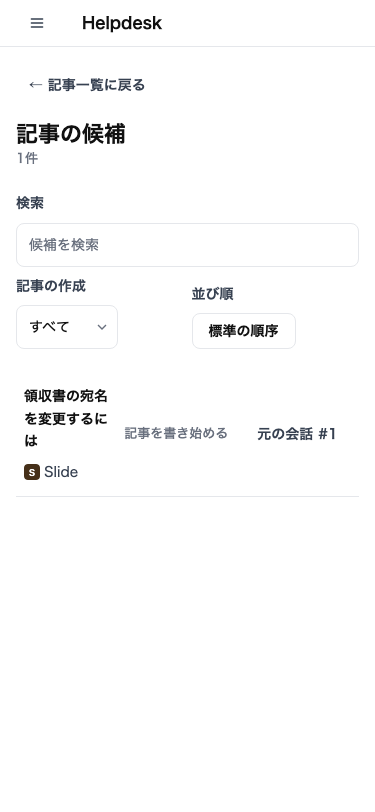 Helpdesk
← 記事一覧に戻る
記事の候補
1件
検索
候補を検索
記事の作成
並び順
すべて
標準の順序
領収書の宛名
を変更するに
は
記事を書き始める
元の会話 #1
S Slide